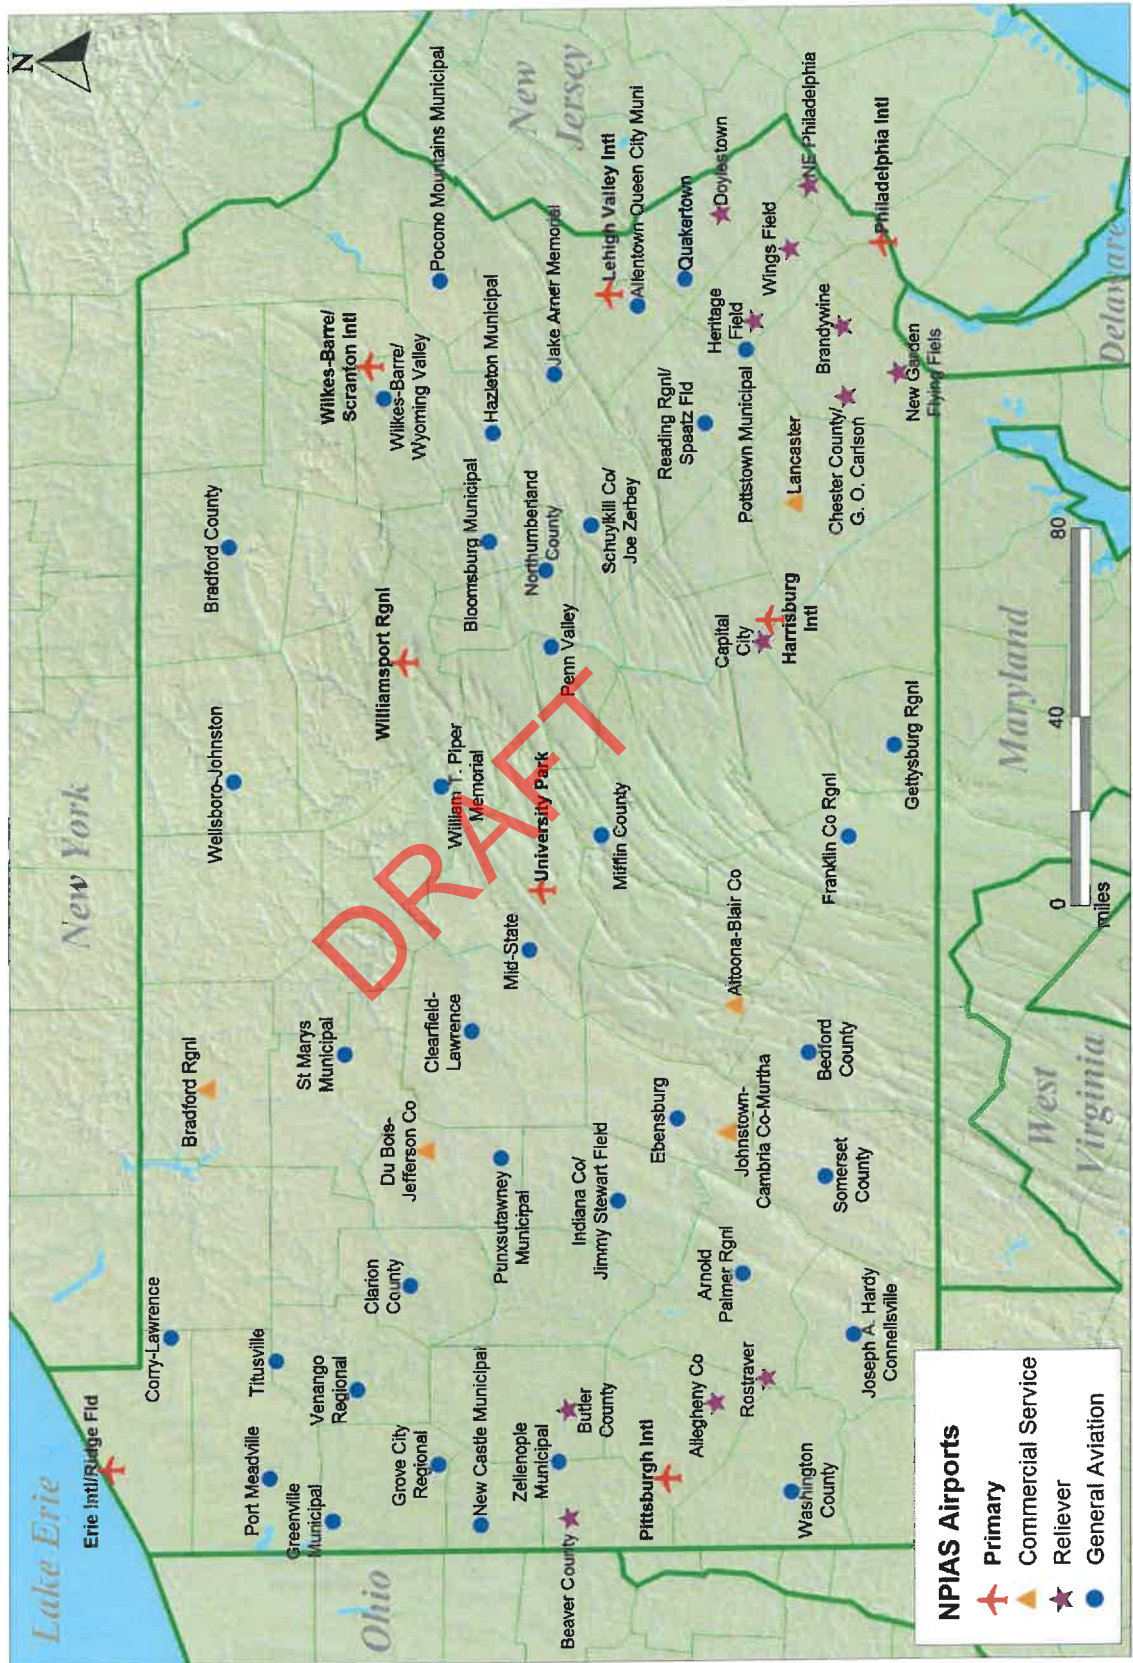 N
Lake Erie
New York
New
Jersey
Ohio
West
Virginia
Maryland
Delaware
Erie Intl/Ridge Fld
Corry-Lawrence
Bradford Rgnl
Wellsboro-Johnston
Bradford County
Port Meadville
Titusville
Greenville
Municipal
Venango
Regional
St Marys
Municipal
Williamsport Rgnl
Wilkes-Barre/
Scranton Intl
Wilkes-Barre/
Wyoming Valley
Pocono Mountains Municipal
Grove City
Regional
Clarion
County
Du Bois-
Jefferson Co
Clearfield-
Lawrence
William T. Piper
Memorial
Bloomsburg Municipal
Hazleton Municipal
New Castle Municipal
Punxsutawney
Municipal
Mid-State
University Park
Penn Valley
Northumberland
County
Jake Arner Memorial
Lehigh Valley Intl
Allentown Queen City Muni
Zelienople
Municipal
Butler
County
Beaver County
Indiana Co/
Jimmy Stewart Field
Mifflin County
Schuylkill Co/
Joe Zerbey
Quakertown
Doylestown
Pittsburgh Intl
Allegheny Co
Rostraver
Arnold
Palmer Rgnl
Ebensburg
Johnstown-
Cambria Co-Murtha
Altoona-Blair Co
Capital
City
Harrisburg
Intl
Reading Rgnl/
Spaatz Fld
Pottstown Municipal
Heritage
Field
Wings Field
NE Philadelphia
Philadelphia Intl
Lancaster
Brandywine
Chester County/
G. O. Carlson
New Garden
Flying Fiels
Washington
County
Joseph A. Hardy
Connellsville
Somerset
County
Bedford
County
Franklin Co Rgnl
Gettysburg Rgnl
DRAFT
0
40
80
miles
NPIAS Airports
Primary
Commercial Service
Reliever
General Aviation